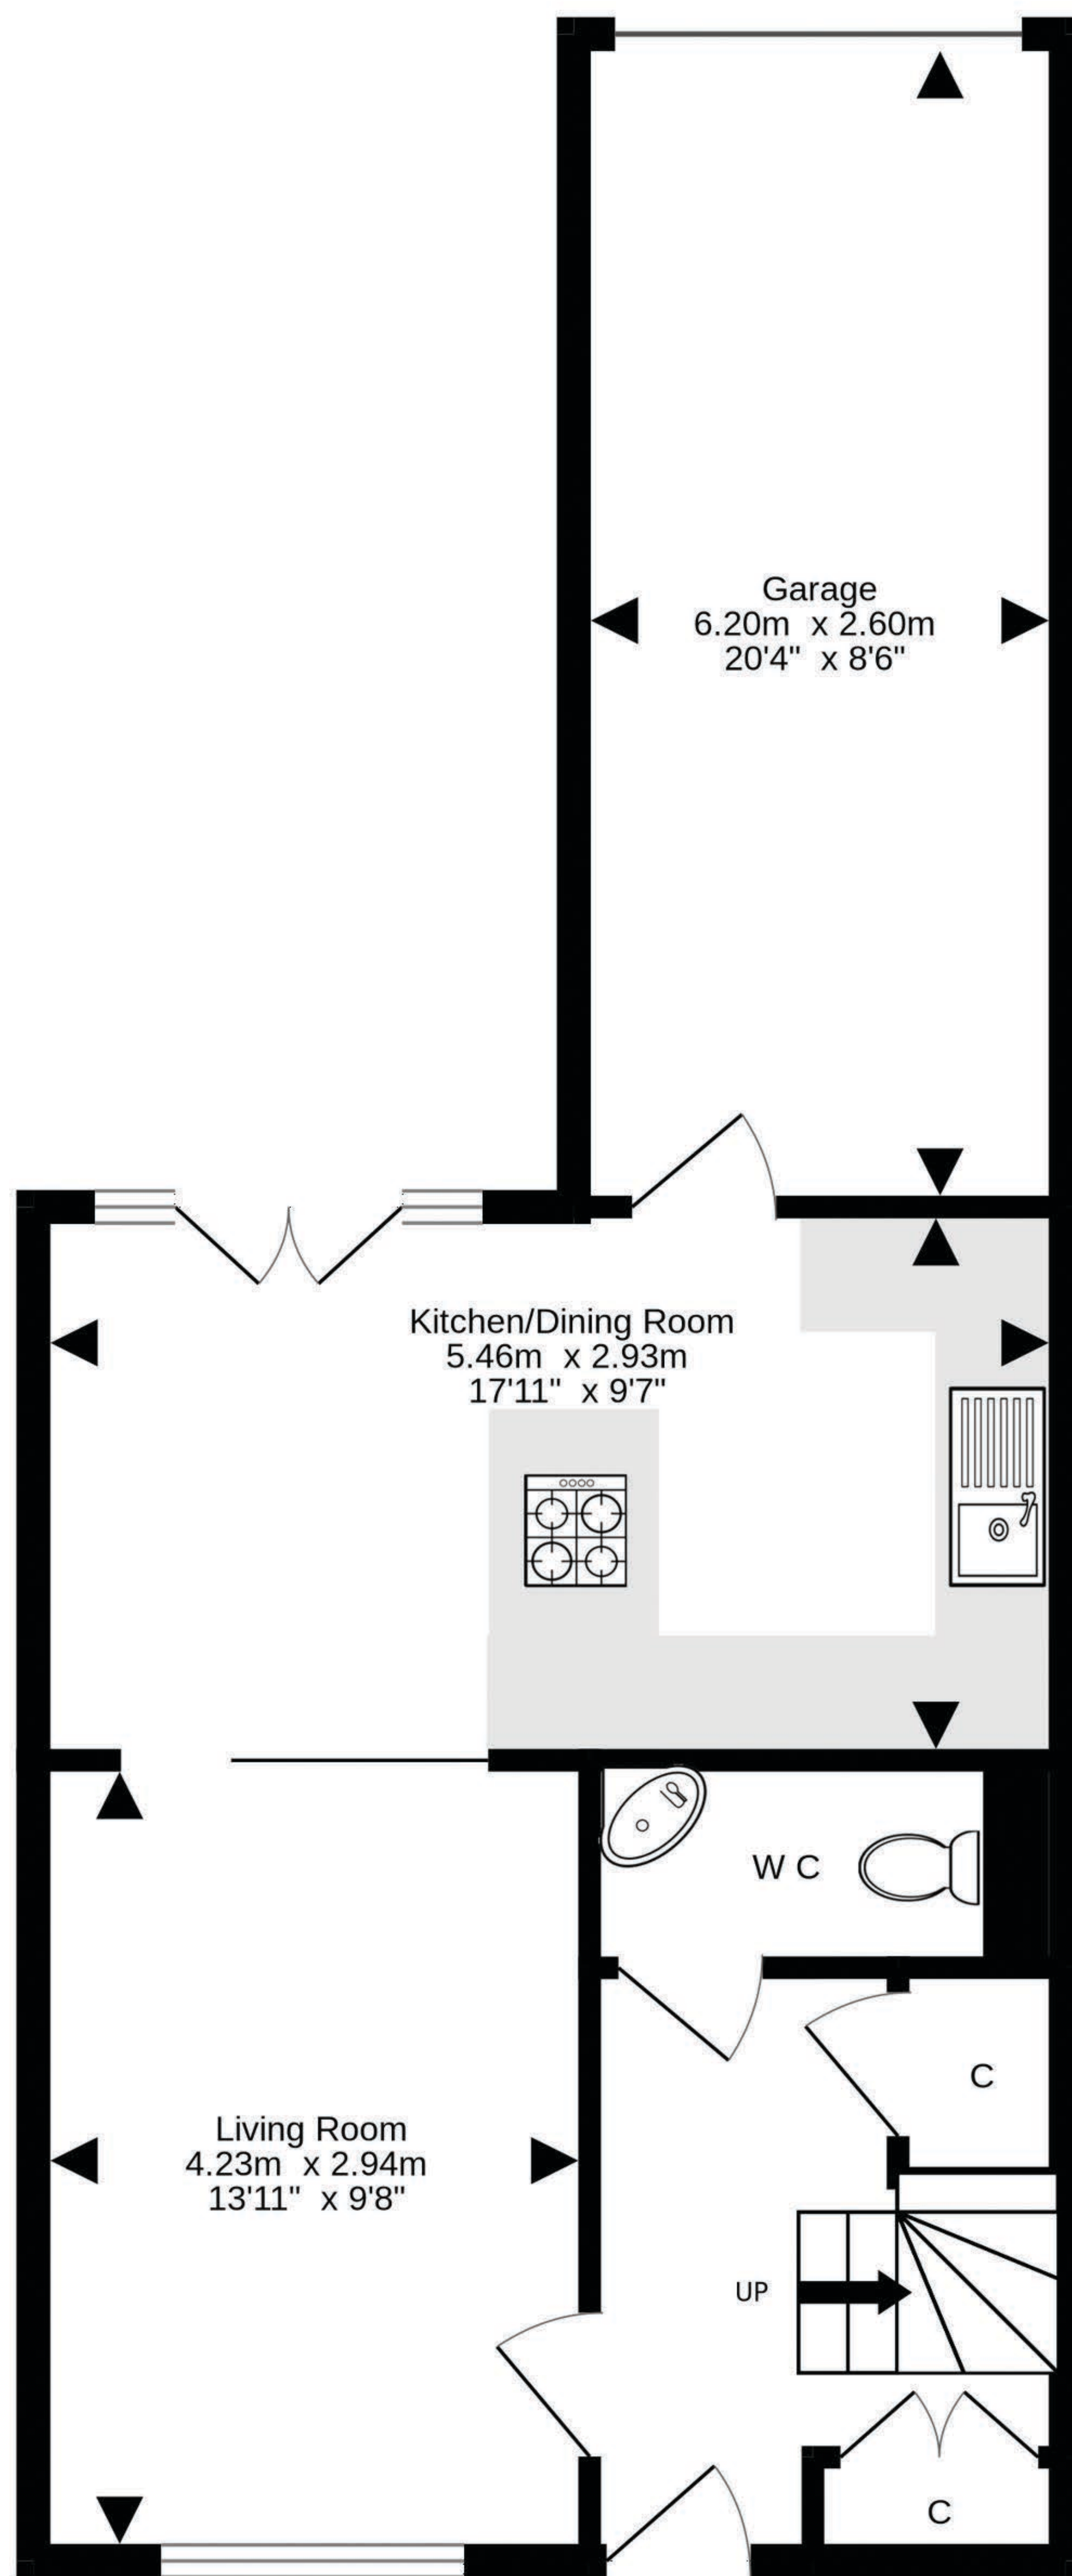 Garage
6.20m x 2.60m
20'4" x 8'6"
Kitchen/Dining Room
5.46m x 2.93m
17'11" x 9'7"
W C
C
Living Room
4.23m x 2.94m
13'11" x 9'8"
UP
C